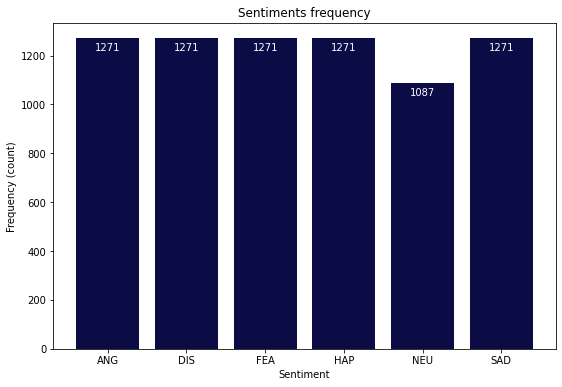 Sentiments frequency
Frequency (count)
1200
1000
800
600
400
200
0
1271
1271
1271
1271
1087
1271
ANG
DIS
FEA
HAP
NEU
SAD
Sentiment